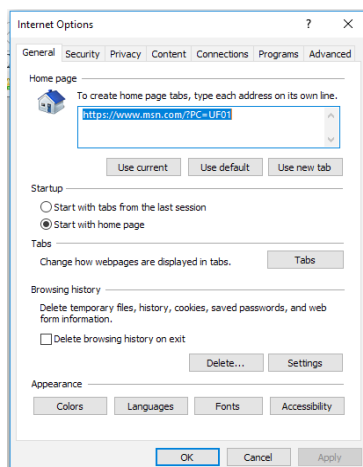 Internet Options ? ×
General Security Privacy Content Connections Programs Advanced
Home page
To create home page tabs, type each address on its own line.
https://www.msn.com/?PC=UF01
Use current Use default Use new tab
Startup
Start with tabs from the last session
Start with home page
Tabs
Change how webpages are displayed in tabs. Tabs
Browsing history
Delete temporary files, history, cookies, saved passwords, and web
form information.
Delete browsing history on exit
Delete... Settings
Appearance
Colors Languages Fonts Accessibility
OK Cancel Apply